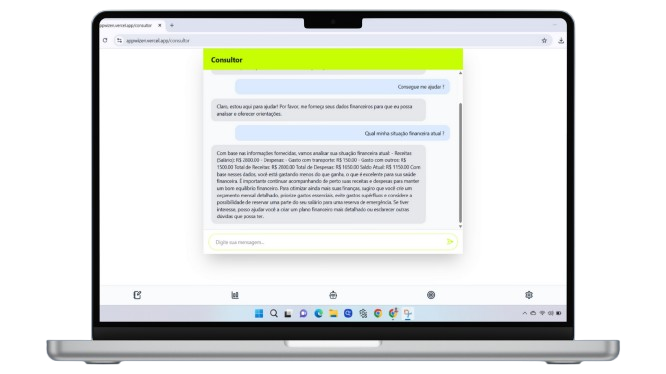 appwizen.vercel.app/consultor
appwizen.vercel.app/consultor
Consultor
Consegue me ajudar ?
Claro, estou aqui para ajudar! Por favor, me forneça seus dados financeiros para que eu possa
analisar e oferecer orientações.
Qual minha situação financeira atual ?
Com base nas informações fornecidas, vamos analisar sua situação financeira atual: - Receitas
(Salário): R$ 2800.00 - Despesas: - Gasto com transporte: R$ 150.00 - Gasto com outros: R$
1500.00 Total de Receitas: R$ 2800.00 Total de Despesas: R$ 1650.00 Saldo Atual: R$ 1150.00 Com
base nesses dados, você está gastando menos do que ganha, o que é excelente para sua saúde
financeira. É importante continuar acompanhando de perto suas receitas e despesas para manter
um bom equilíbrio financeiro. Para otimizar ainda mais suas finanças, sugiro que você crie um
orçamento mensal detalhado, priorize gastos essenciais, evite gastos supérfluos e considere a
possibilidade de reservar uma parte do seu salário para uma reserva de emergência. Se tiver
interesse, posso ajudar você a criar um plano financeiro mais detalhado ou esclarecer outras
dúvidas que possa ter.
Digite sua mensagem...